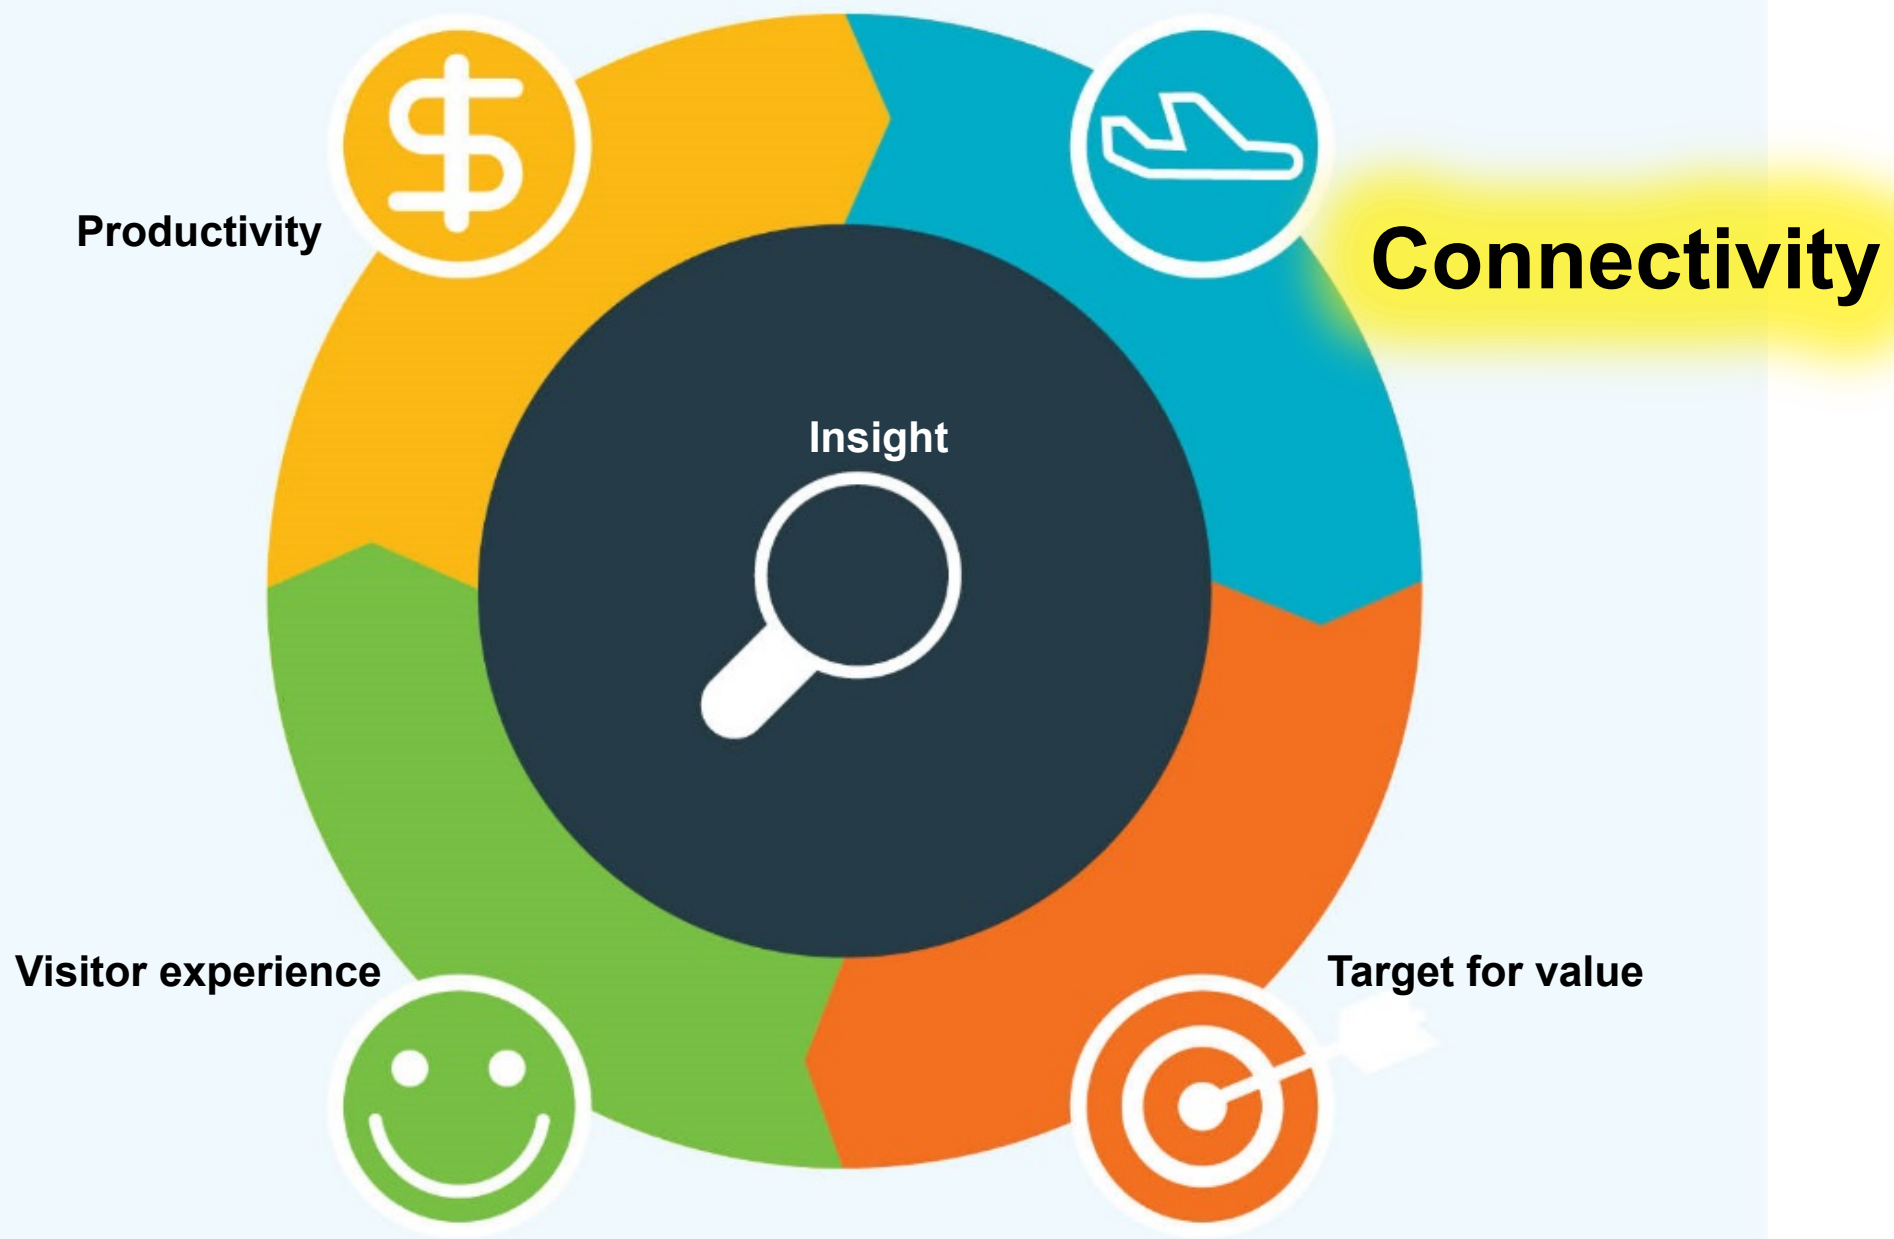 Productivity
Connectivity
Insight
Visitor experience
Target for value